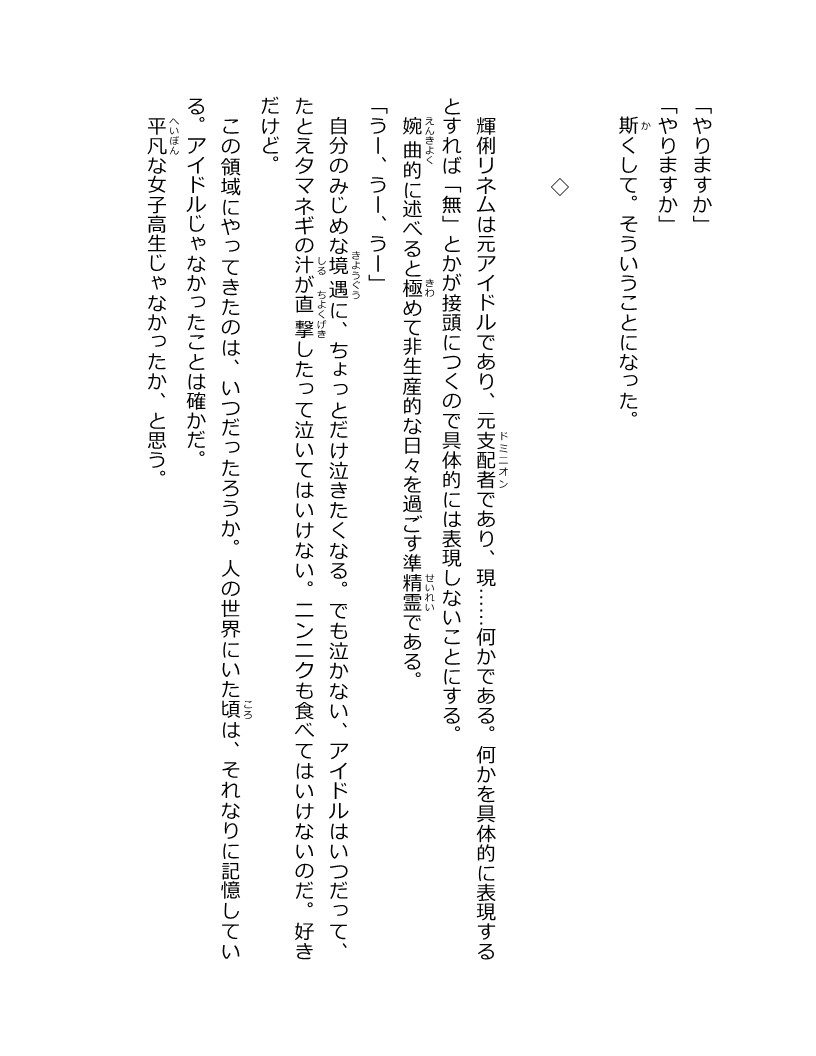 「やりますか」
「やりますか」
斯くして。そういうことになった。
◇
輝俐リネムは元アイドルであり、元支配者であり、現……何かである。何かを具体的に表現する
とすれば「無」とかが接頭につくので具体的には表現しないことにする。
婉曲的に述べると極めて非生産的な日々を過ごす準精霊である。
「うー、うー、うー」
自分のみじめな境遇に、ちょっとだけ泣きたくなる。でも泣かない、アイドルはいつだって、
たとえタマネギの汁が直撃したって泣いてはいけない。ニンニクも食べてはいけないのだ。好き
だけど。
この領域にやってきたのは、いつだったろうか。人の世界にいた頃は、それなりに記憶してい
る。アイドルじゃなかったことは確かだ。
平凡な女子高生じゃなかったか、と思う。